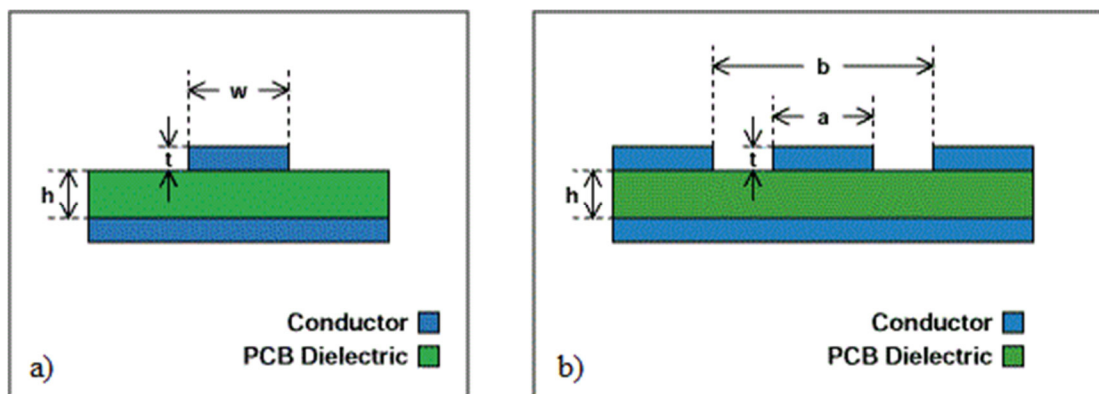 w
t
h
Conductor
PCB Dielectric
a)
b
a
t
h
Conductor
PCB Dielectric
b)